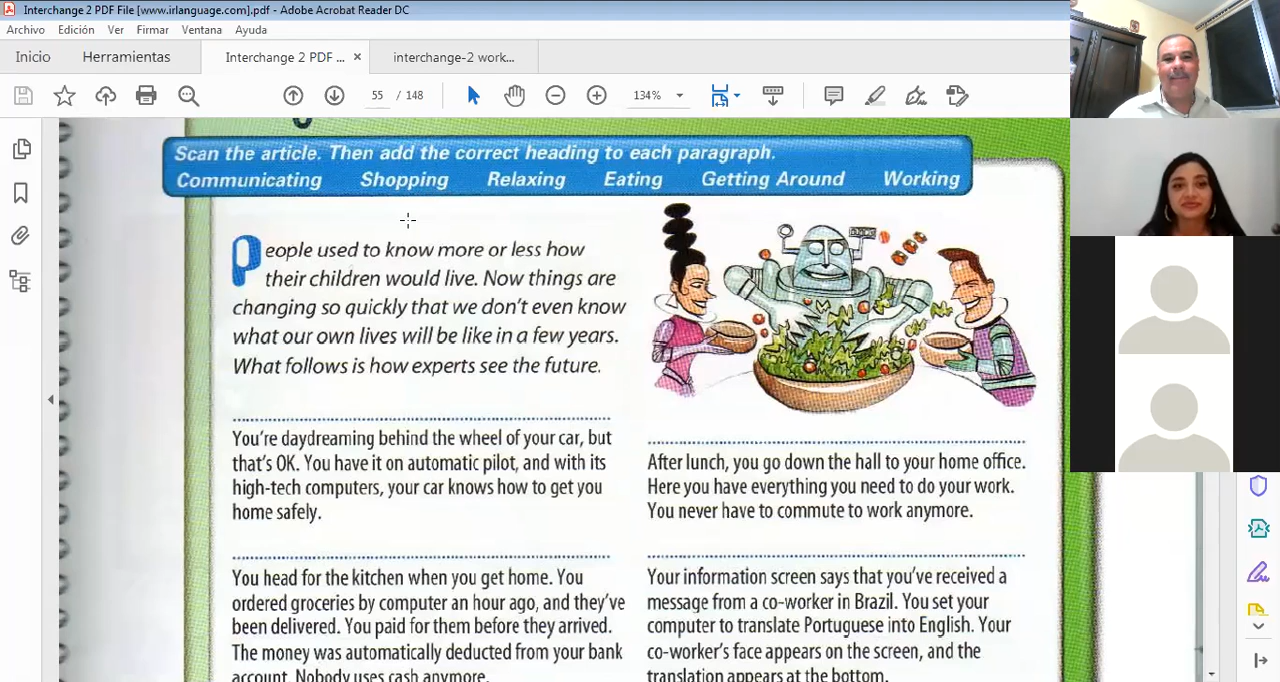 Interchange 2 PDF File [www.irlanguage.com].pdf - Adobe Acrobat Reader DC
Archivo Edición Ver Firmar Ventana Ayuda
Inicio Herramientas Interchange 2 PDF ... × interchange-2 work...
55 / 148 134%
Scan the article. Then add the correct heading to each paragraph.
Communicating Shopping Relaxing Eating Getting Around Working
People used to know more or less how
their children would live. Now things are
changing so quickly that we don't even know
what our own lives will be like in a few years.
What follows is how experts see the future.
You're daydreaming behind the wheel of your car, but
that's OK. You have it on automatic pilot, and with its
high-tech computers, your car knows how to get you
home safely.
You head for the kitchen when you get home. You
ordered groceries by computer an hour ago, and they've
been delivered. You paid for them before they arrived.
The money was automatically deducted from your bank
account. Nobody uses cash anymore.
After lunch, you go down the hall to your home office.
Here you have everything you need to do your work.
You never have to commute to work anymore.
Your information screen says that you've received a
message from a co-worker in Brazil. You set your
computer to translate Portuguese into English. Your
co-worker's face appears on the screen, and the
translation appears at the bottom.